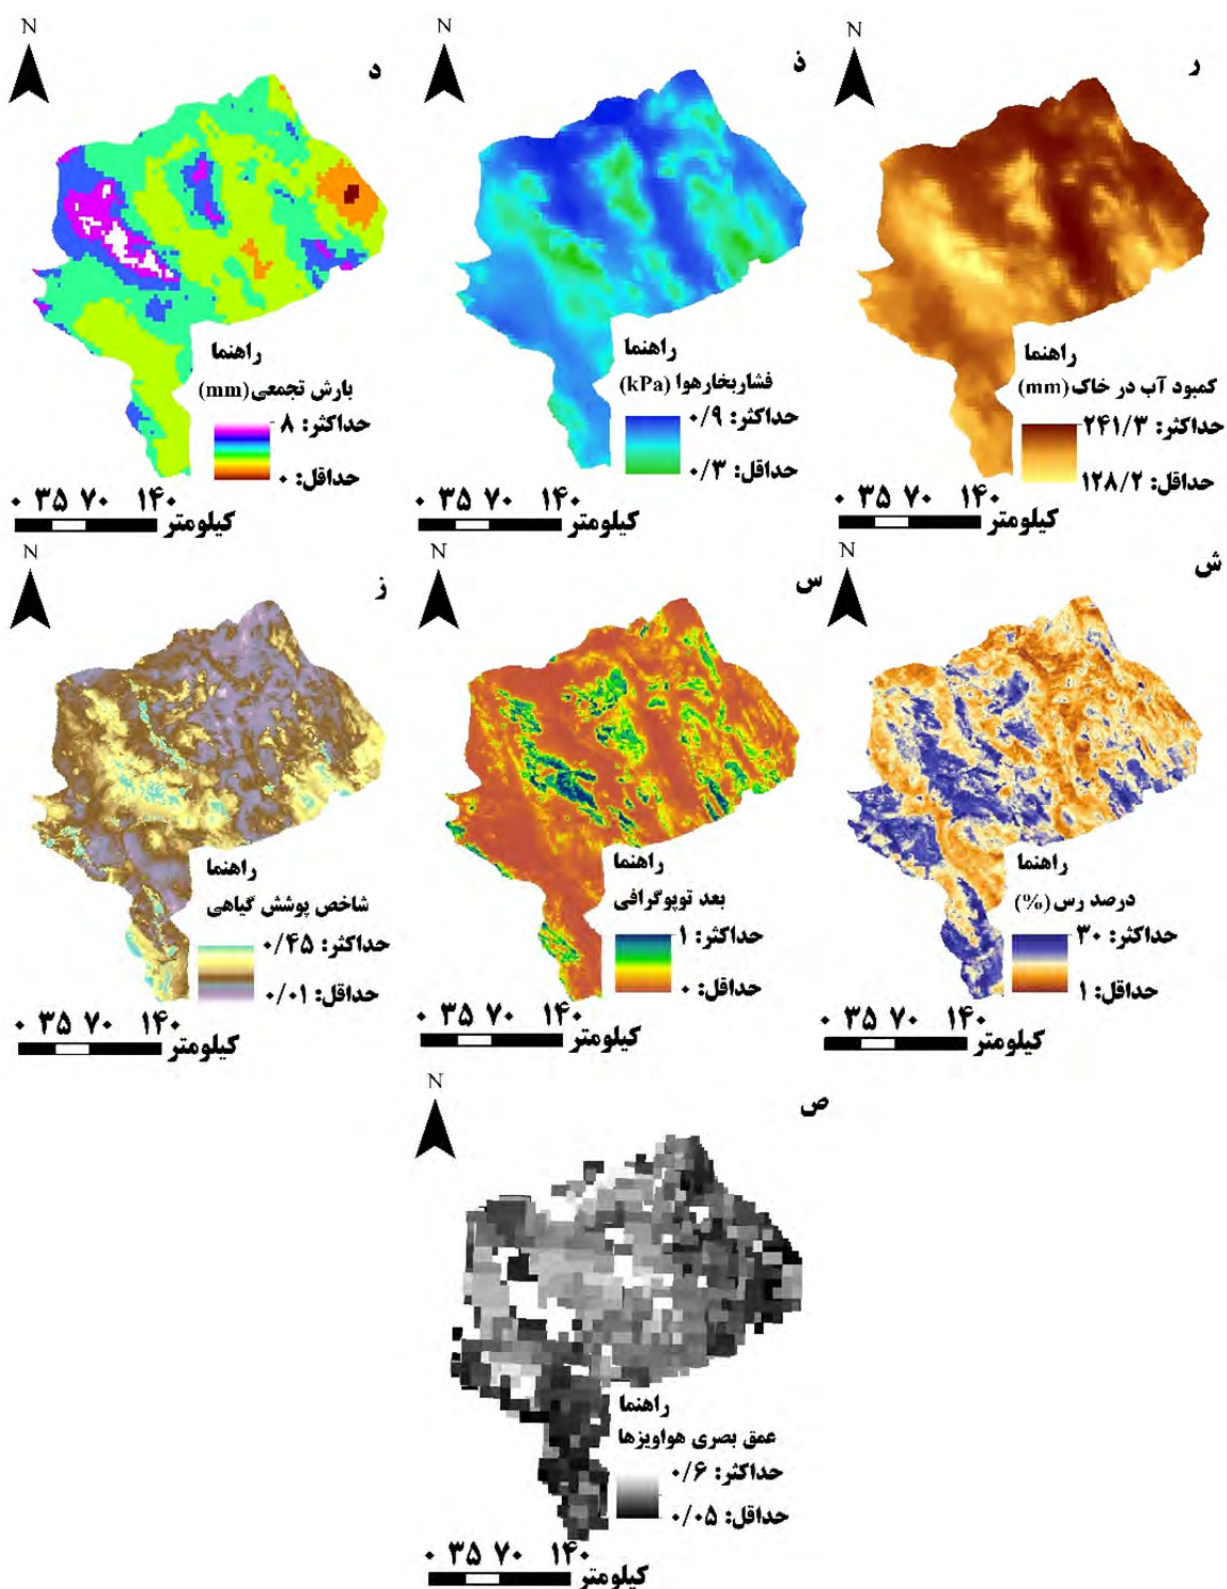 N
د
راهنما
بارش تجمعی (mm)
حداکثر: ۸
حداقل: ۰
۰ ۳۵ ۷۰ ۱۴۰
کیلومتر
N
ذ
راهنما
فشاربخارهوا (kPa)
حداکثر: ۰/۹
حداقل: ۰/۳
۰ ۳۵ ۷۰ ۱۴۰
کیلومتر
N
ر
راهنما
کمبود آب در خاک (mm)
حداکثر: ۲۴۱/۳
حداقل: ۱۲۸/۲
۰ ۳۵ ۷۰ ۱۴۰
کیلومتر
N
ز
راهنما
شاخص پوشش گیاهی
حداکثر: ۰/۴۵
حداقل: ۰/۰۱
۰ ۳۵ ۷۰ ۱۴۰
کیلومتر
N
س
راهنما
بعد توپوگرافی
حداکثر: ۱
حداقل: ۰
۰ ۳۵ ۷۰ ۱۴۰
کیلومتر
N
ش
راهنما
درصد رس (%)
حداکثر: ۳۰
حداقل: ۱
۰ ۳۵ ۷۰ ۱۴۰
کیلومتر
N
ص
راهنما
عمق بصری هواویزها
حداکثر: ۰/۶
حداقل: ۰/۰۵
۰ ۳۵ ۷۰ ۱۴۰
کیلومتر